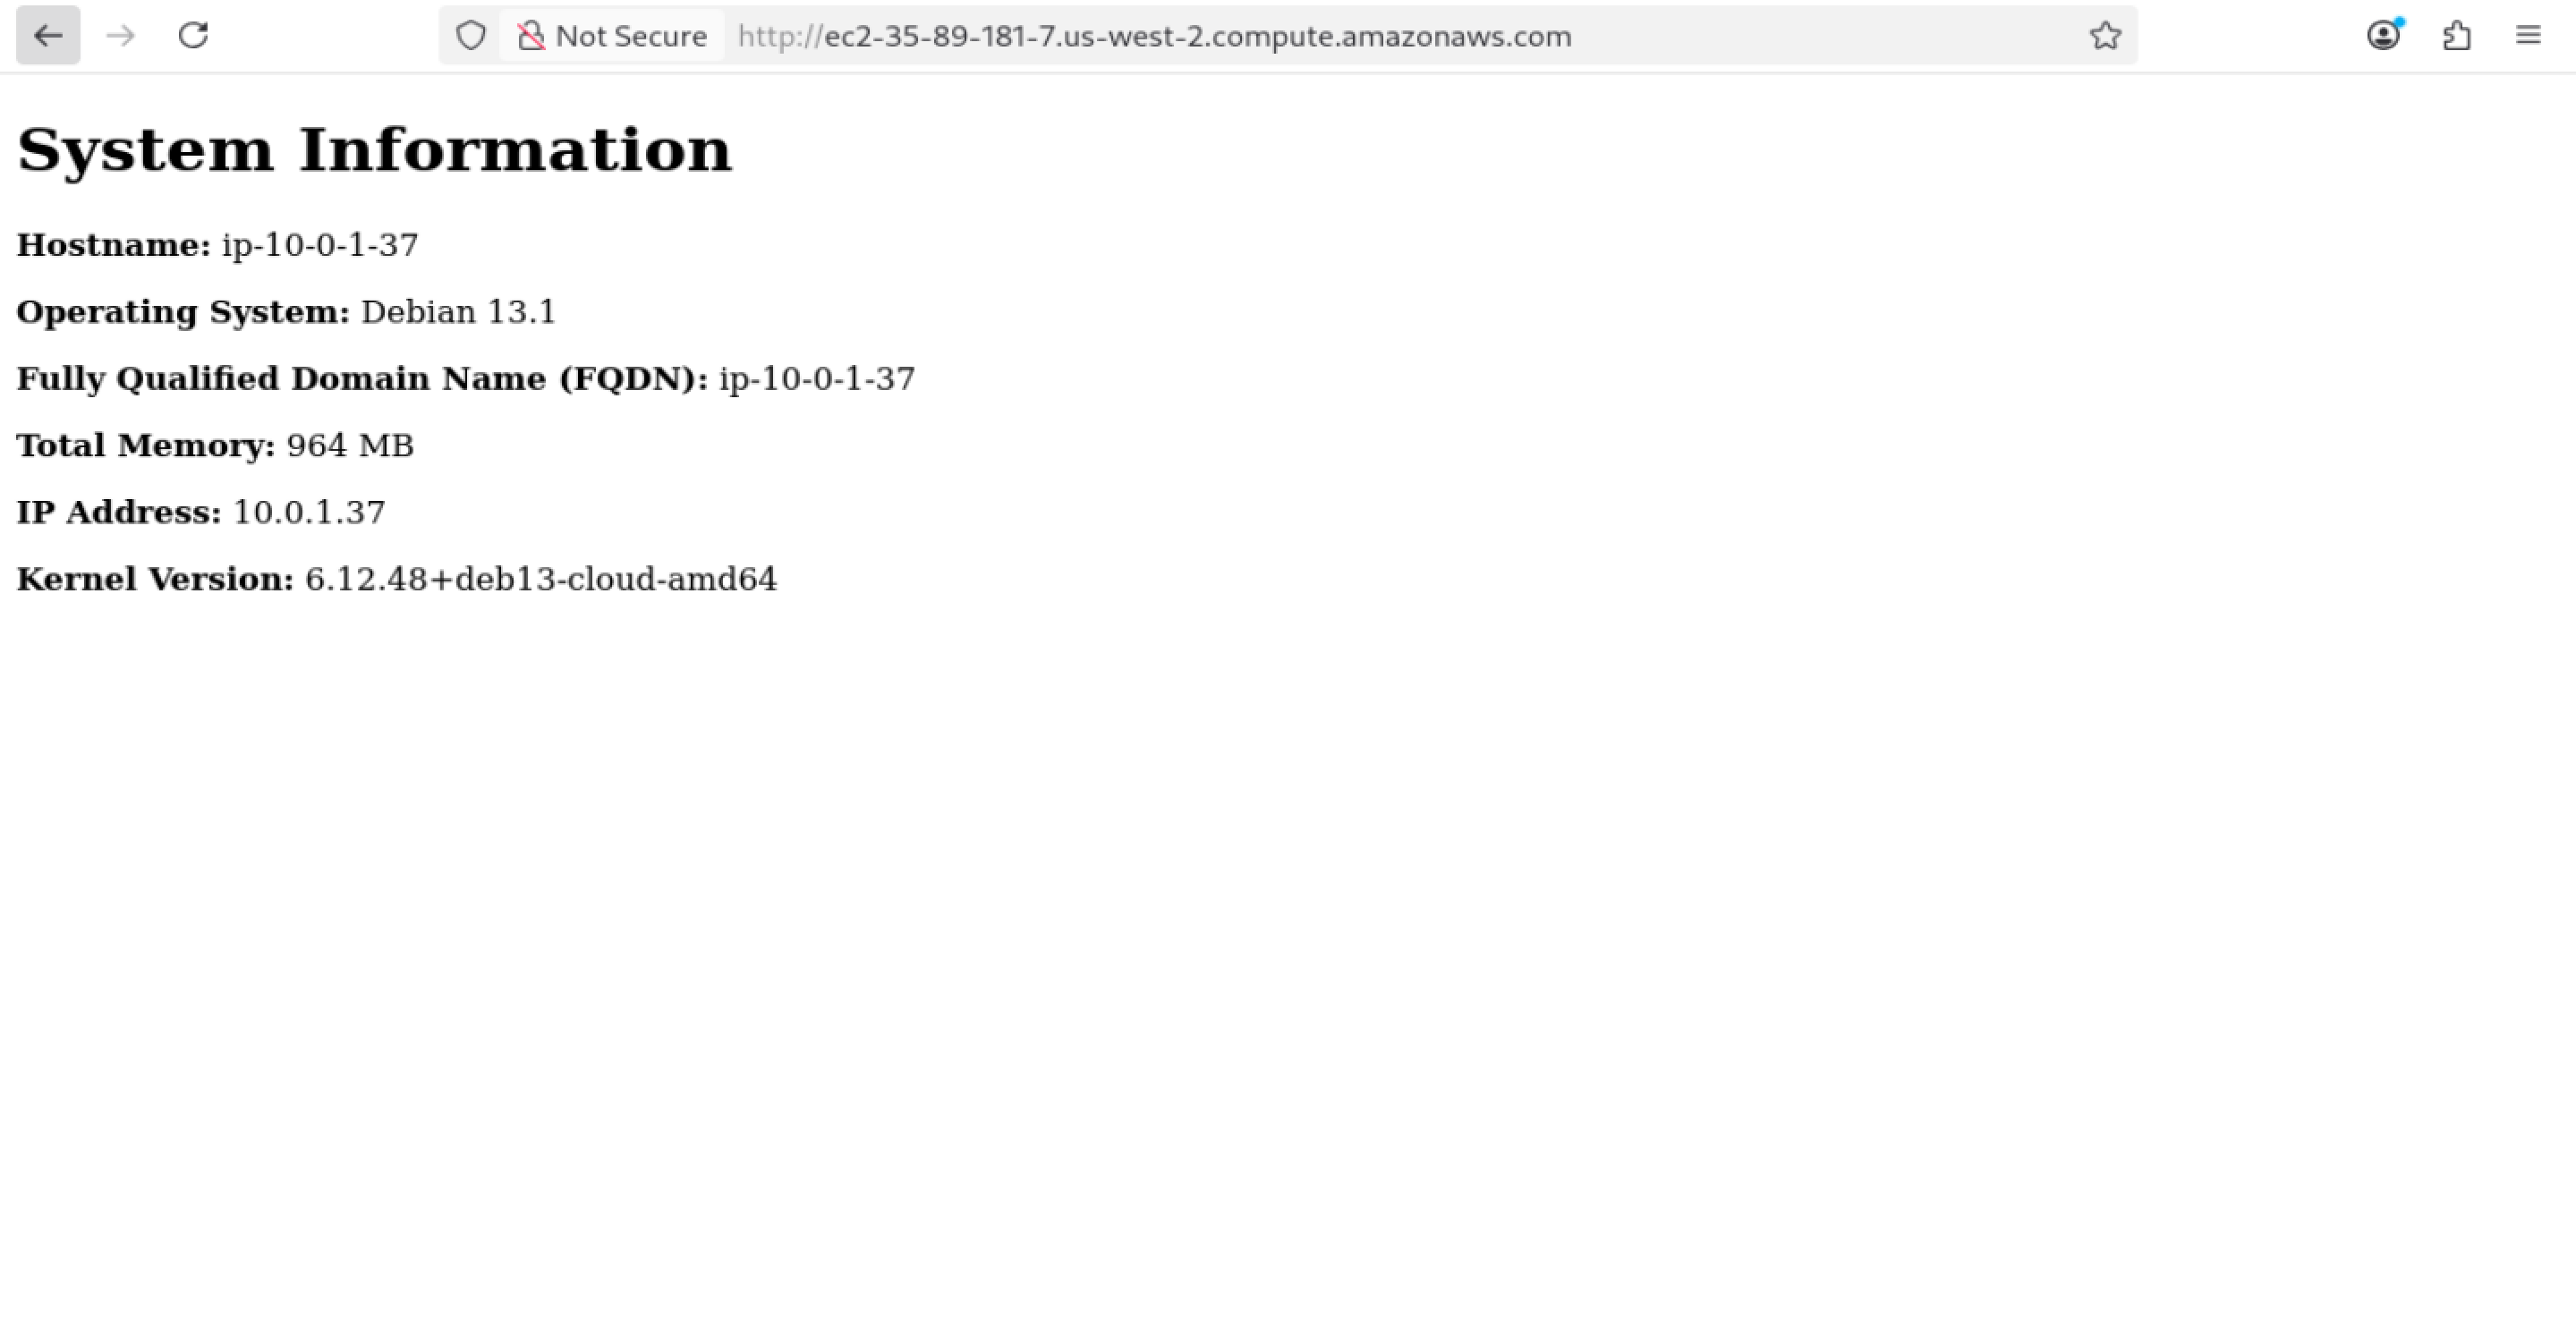 Not Secure http://ec2-35-89-181-7.us-west-2.compute.amazonaws.com
System Information
Hostname: ip-10-0-1-37
Operating System: Debian 13.1
Fully Qualified Domain Name (FQDN): ip-10-0-1-37
Total Memory: 964 MB
IP Address: 10.0.1.37
Kernel Version: 6.12.48+deb13-cloud-amd64